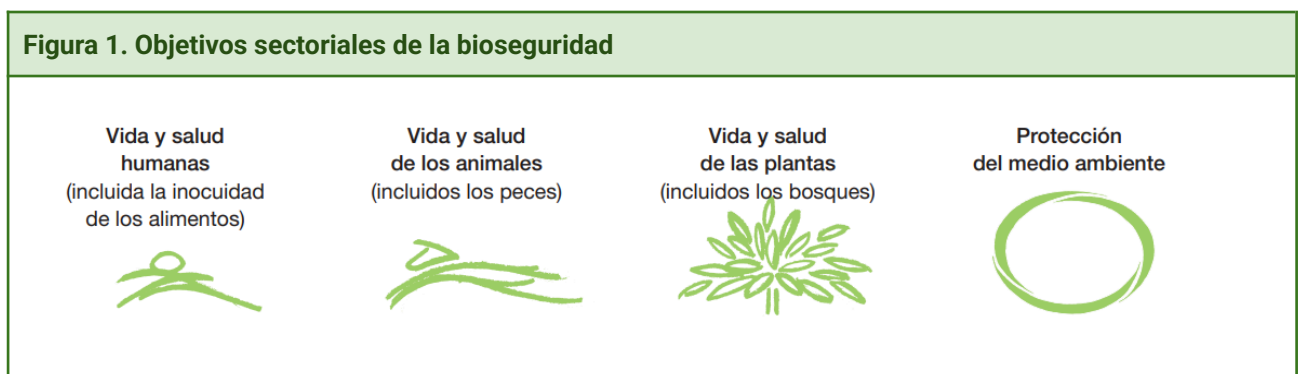 Figura 1. Objetivos sectoriales de la bioseguridad
Vida y salud
humanas
(incluida la inocuidad
de los alimentos)
Vida y salud
de los animales
(incluidos los peces)
Vida y salud
de las plantas
(incluidos los bosques)
Protección
del medio ambiente